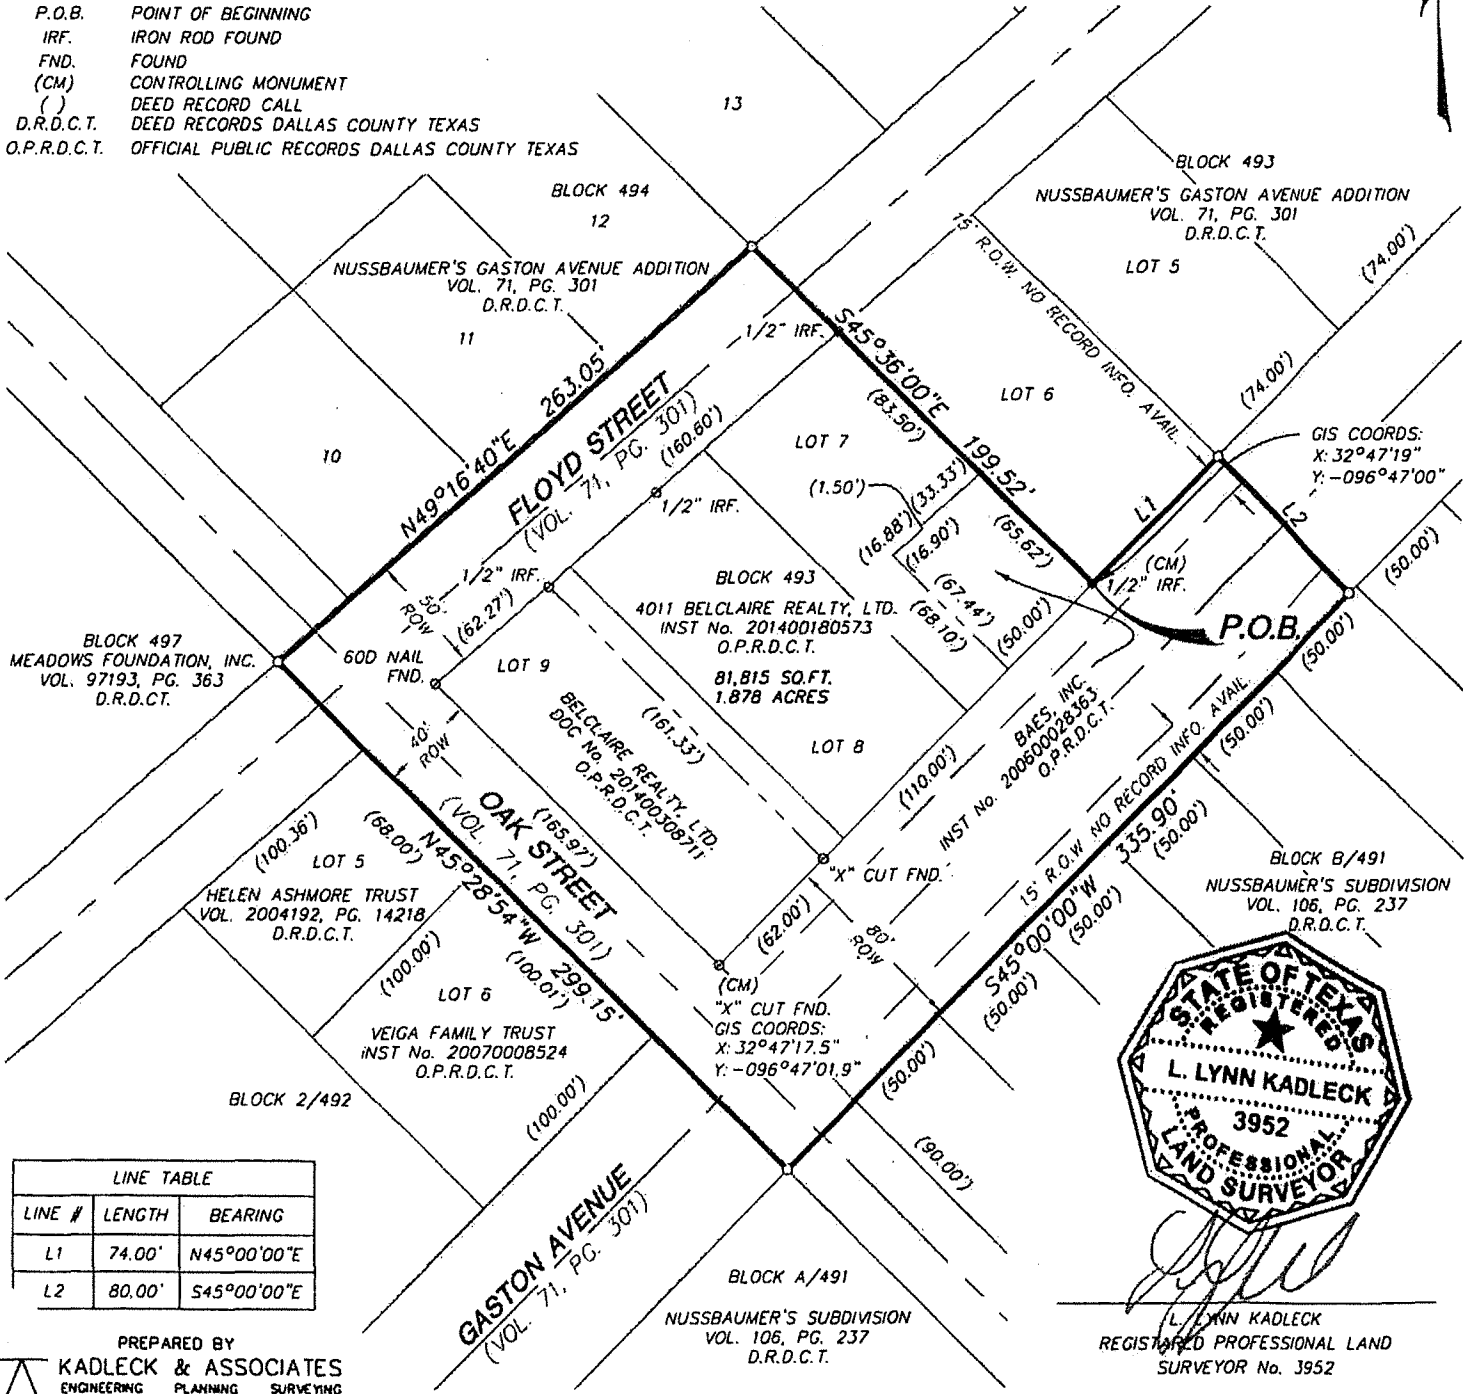 P.O.B. POINT OF BEGINNING
IRF. IRON ROD FOUND
FND. FOUND
(CM) CONTROLLING MONUMENT
( ) DEED RECORD CALL
D.R.D.C.T. DEED RECORDS DALLAS COUNTY TEXAS
O.P.R.D.C.T. OFFICIAL PUBLIC RECORDS DALLAS COUNTY TEXAS
13
BLOCK 494
12
NUSSBAUMER'S GASTON AVENUE ADDITION
VOL. 71, PG. 301
D.R.D.C.T.
11
10
BLOCK 493
NUSSBAUMER'S GASTON AVENUE ADDITION
VOL. 71, PG. 301
D.R.D.C.T.
LOT 5
(74.00')
(74.00')
15' R.O.W. NO RECORD INFO. AVAIL.
LOT 6
GIS COORDS:
X: 32°47'19"
Y: -096°47'00"
N49°16'40"E 263.05'
FLOYD STREET
(VOL. 71, PG. 301)
(160.60')
1/2" IRF.
1/2" IRF.
1/2" IRF.
S45°36'00"E 199.52'
(83.50')
(65.62')
LOT 7
(1.50')
(33.33')
(16.88')
(16.90')
(67.44')
(68.10')
(50.00')
L1
L2
(CM)
1/2" IRF.
P.O.B.
(50.00')
(50.00')
50'
ROW
(62.27')
BLOCK 493
4011 BELCLAIRE REALTY, LTD.
INST No. 201400180573
O.P.R.D.C.T.
81,815 SQ.FT.
1.878 ACRES
BLOCK 497
MEADOWS FOUNDATION, INC.
VOL. 97193, PG. 363
D.R.D.CT.
60D NAIL
FND.
LOT 9
BELCLAIRE REALTY, LTD.
DOC No. 201400308711
O.P.R.D.C.T.
(161.33')
LOT 8
(110.00')
BAES, INC.
INST No. 200600028363
O.P.R.D.C.T.
15' R.O.W NO RECORD INFO. AVAIL.
(50.00')
40'
ROW
OAK STREET
(VOL. 71, PG. 301)
(165.97')
(68.00')
N45°28'54"W 299.15'
(100.01')
(100.36')
LOT 5
HELEN ASHMORE TRUST
VOL. 2004192, PG. 14218
D.R.D.C.T.
(100.00')
LOT 6
VEIGA FAMILY TRUST
INST No. 20070008524
O.P.R.D.C.T.
BLOCK 2/492
(100.00')
"X" CUT FND.
(62.00')
80'
ROW
(CM)
"X" CUT FND.
GIS COORDS:
X: 32°47'17.5"
Y: -096°47'01.9"
S45°00'00"W 335.90'
(50.00')
(50.00')
(50.00')
(50.00')
(90.00')
BLOCK B/491
NUSSBAUMER'S SUBDIVISION
VOL. 106, PG. 237
D.R.D.C.T.
STATE OF TEXAS
REGISTERED
L. LYNN KADLECK
3952
PROFESSIONAL
LAND SURVEYOR
LINE TABLE
LINE # LENGTH BEARING
L1 74.00' N45°00'00"E
L2 80.00' S45°00'00"E
GASTON AVENUE
(VOL. 71, PG. 301)
BLOCK A/491
NUSSBAUMER'S SUBDIVISION
VOL. 106, PG. 237
D.R.D.C.T.
L. LYNN KADLECK
REGISTARED PROFESSIONAL LAND
SURVEYOR No. 3952
PREPARED BY
KADLECK & ASSOCIATES
ENGINEERING PLANNING SURVEYING